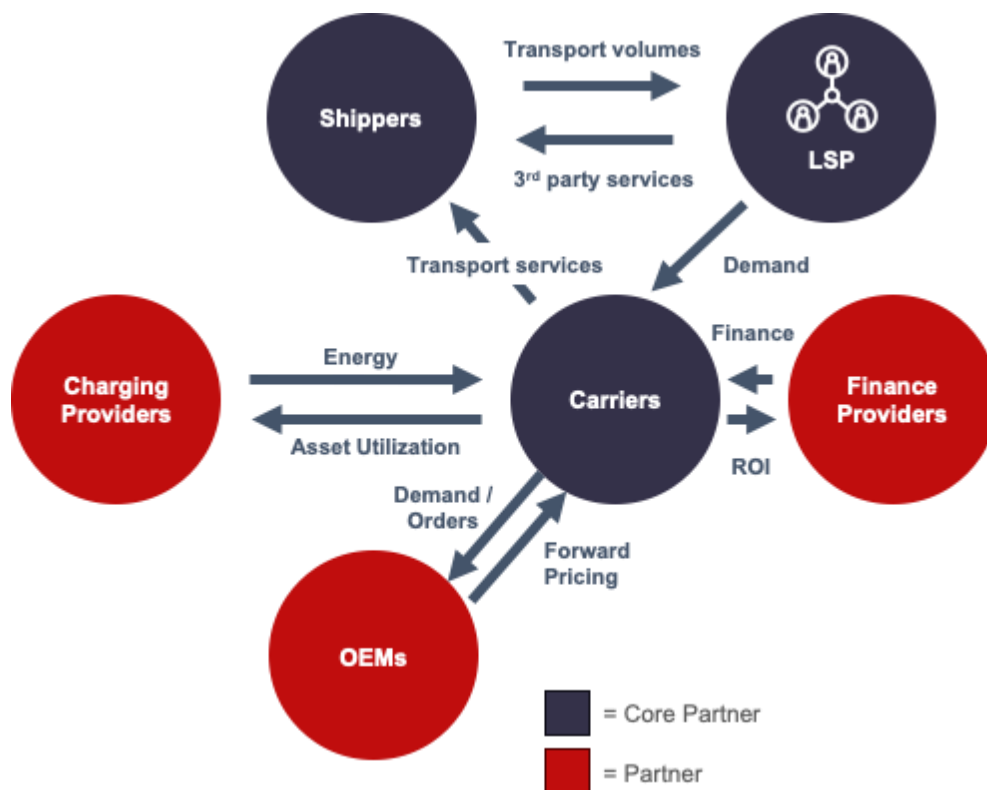 Transport volumes
Shippers
LSP
3rd party services
Transport services
Demand
Finance
Energy
Charging
Providers
Carriers
Finance
Providers
Asset Utilization
ROI
Demand /
Orders
Forward
Pricing
OEMs
= Core Partner
= Partner